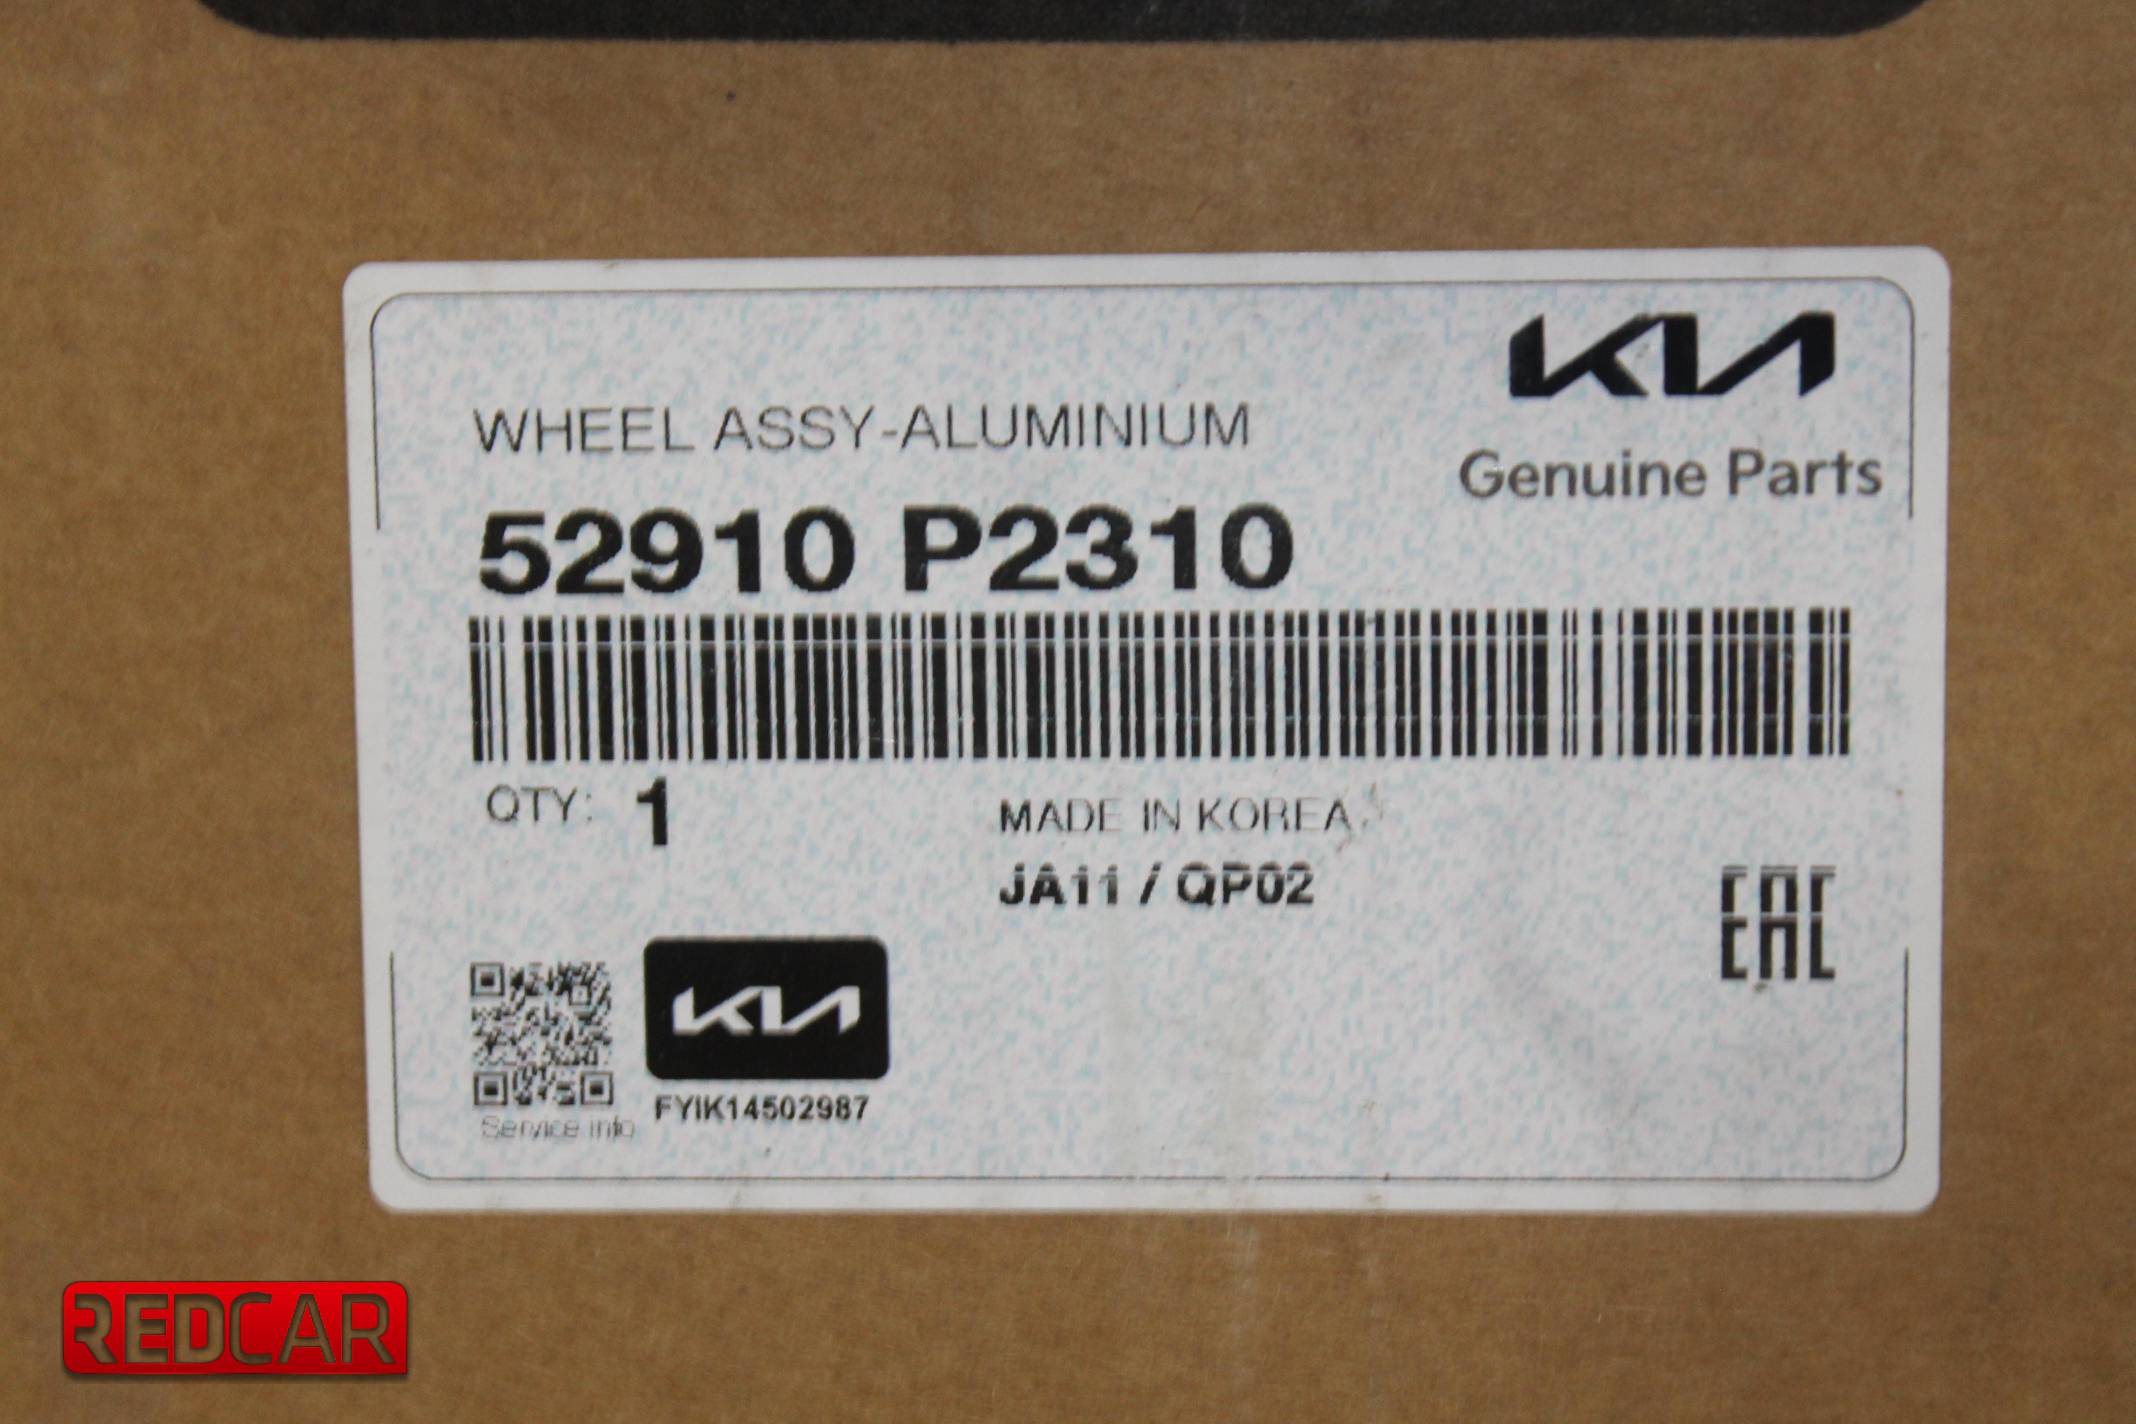 KIA
WHEEL ASSY-ALUMINIUM
Genuine Parts
52910 P2310
QTY: 1
MADE IN KOREA
JA11 / QP02
EAC
KIA
FYIK14502987
Service info
REDCAR